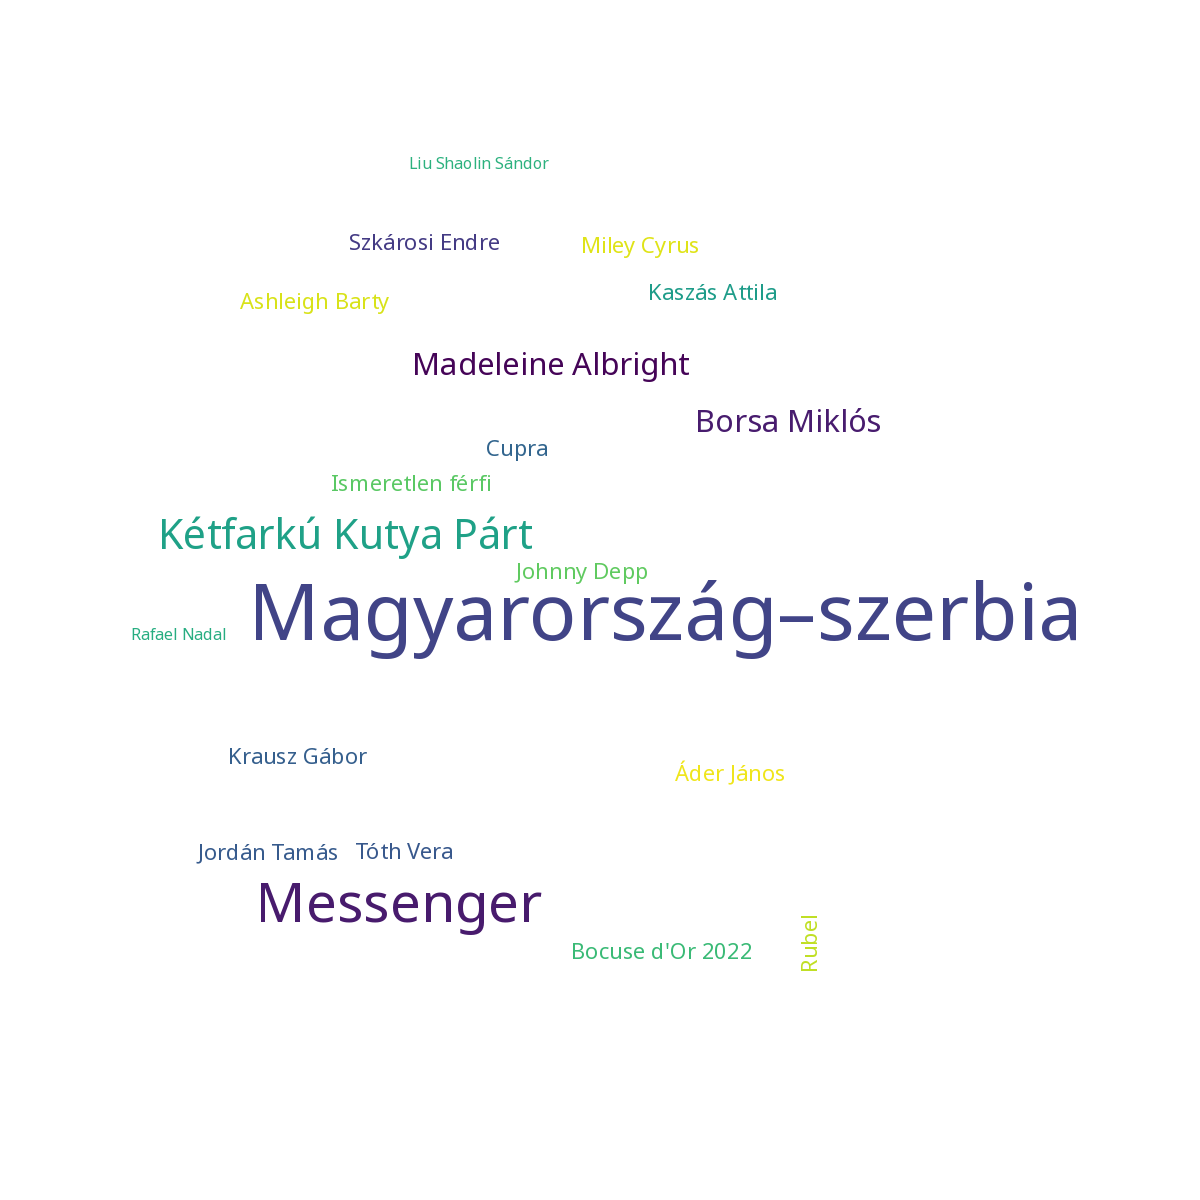 Liu Shaolin Sándor
Szkárosi Endre
Miley Cyrus
Kaszás Attila
Ashleigh Barty
Madeleine Albright
Borsa Miklós
Cupra
Ismeretlen férfi
Kétfarkú Kutya Párt
Johnny Depp
Magyarország–szerbia
Rafael Nadal
Krausz Gábor
Áder János
Jordán Tamás
Tóth Vera
Messenger
Rubel
Bocuse d'Or 2022